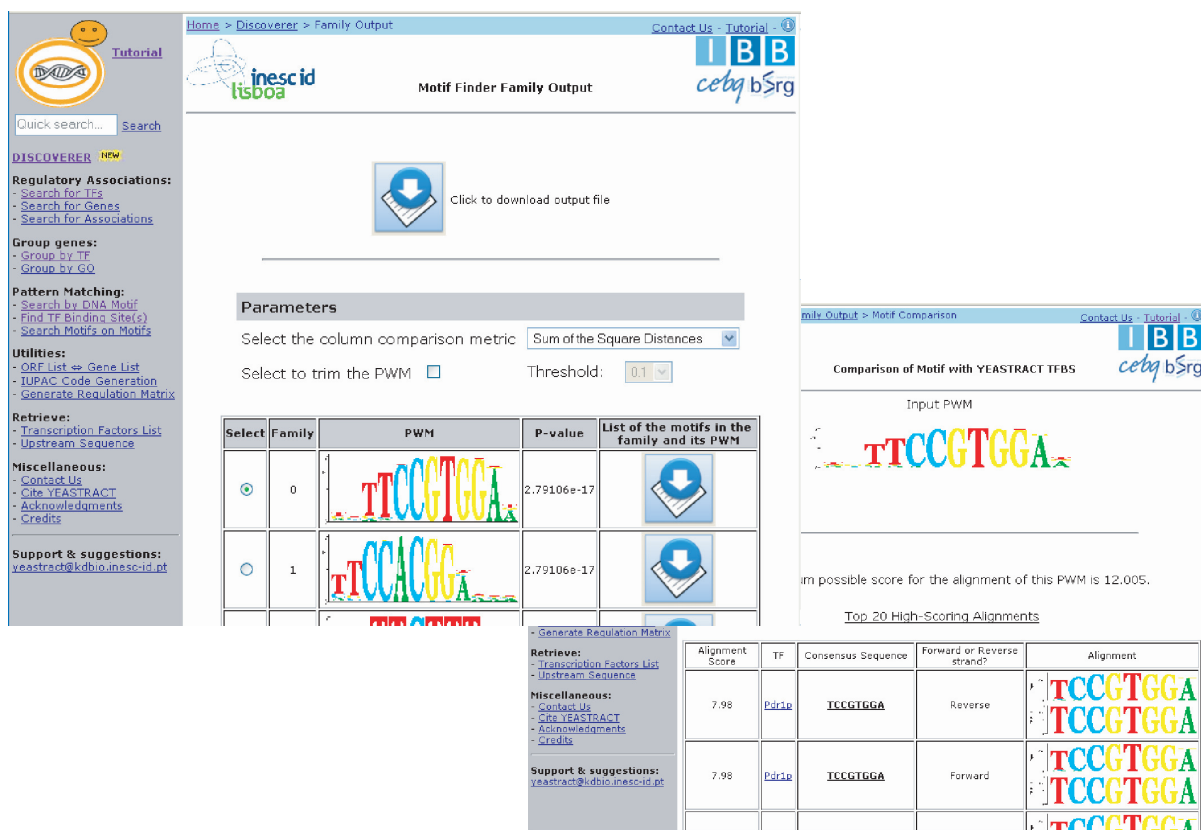 Home > Discoverer > Family Output
Contact Us - Tutorial -
Tutorial
inesc id
lisboa
Motif Finder Family Output
IBB
cebq bSrg
Quick search...
Search
DISCOVERER NEW
Regulatory Associations:
- Search for TFs
- Search for Genes
- Search for Associations
Group genes:
- Group by TF
- Group by GO
Pattern Matching:
- Search by DNA Motif
- Find TF Binding Site(s)
- Search Motifs on Motifs
Utilities:
- ORF List ⇔ Gene List
- IUPAC Code Generation
- Generate Regulation Matrix
Retrieve:
- Transcription Factors List
- Upstream Sequence
Miscellaneous:
- Contact Us
- Cite YEASTRACT
- Acknowledgments
- Credits
Support & suggestions:
yeastract@kdbio.inesc-id.pt
Click to download output file
Parameters
Select the column comparison metric
Sum of the Square Distances
Select to trim the PWM
Threshold:
0.1
Select Family PWM P-value List of the motifs in the family and its PWM
0 TTCCGTGGA 2.79106e-17
1 TTCCACGGA 2.79106e-17
TTCTTT
mily Output > Motif Comparison
Contact Us - Tutorial -
IBB
cebq bSrg
Comparison of Motif with YEASTRACT TFBS
Input PWM
TTCCGTGGA
um possible score for the alignment of this PWM is 12.005.
Top 20 High-Scoring Alignments
- Generate Regulation Matrix
Retrieve:
- Transcription Factors List
- Upstream Sequence
Miscellaneous:
- Contact Us
- Cite YEASTRACT
- Acknowledgments
- Credits
Support & suggestions:
yeastract@kdbio.inesc-id.pt
Alignment Score TF Consensus Sequence Forward or Reverse strand? Alignment
7.98 Pdr1p TCCGTGGA Reverse
TCCGTGGA
TCCGTGGA
7.98 Pdr1p TCCGTGGA Forward
TCCGTGGA
TCCGTGGA
TCCGTGGA